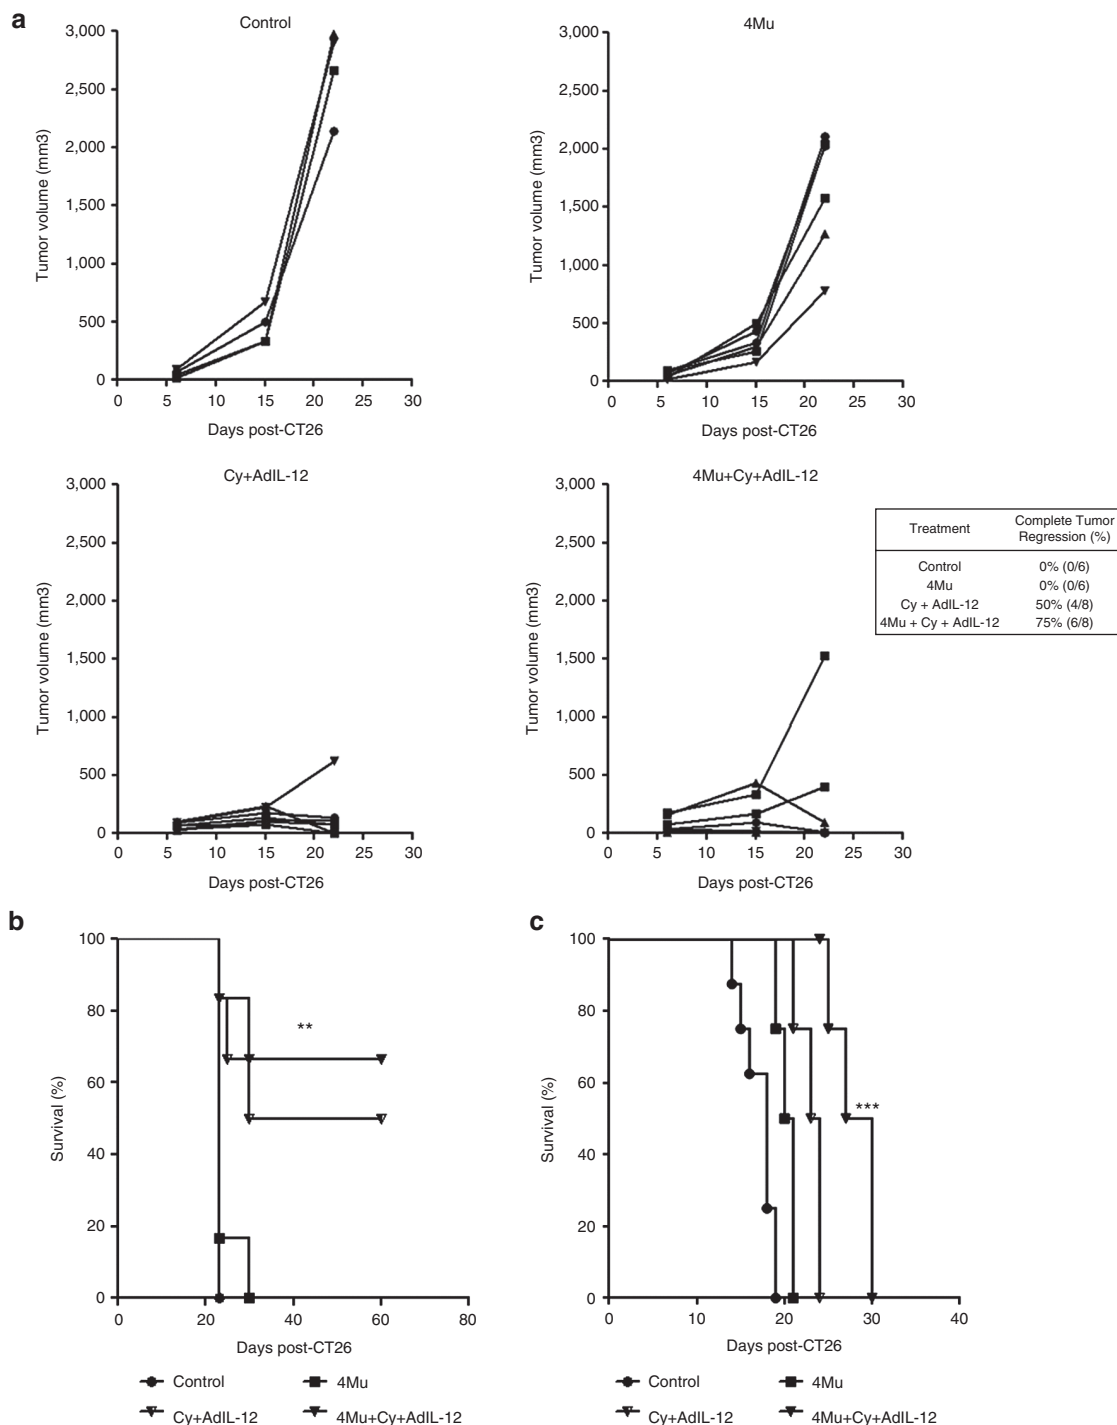 a
Control
3,000
2,500
2,000
1,500
1,000
500
0
Tumor volume (mm3)
0 5 15 15 20 25 30
Days post-CT26
4Mu
3,000
2,500
2,000
1,500
1,000
500
0
Tumor volume (mm3)
0 5 10 15 20 25 30
Days post-CT26
Cy+AdIL-12
3,000
2,500
2,000
1,500
1,000
500
0
Tumor volume (mm3)
0 5 15 15 20 25 30
Days post-CT26
4Mu+Cy+AdIL-12
3,000
2,500
2,000
1,500
1,000
500
0
Tumor volume (mm3)
0 5 10 15 20 25 30
Days post-CT26
Treatment Complete Tumor
Regression (%)
Control 0% (0/6)
4Mu 0% (0/6)
Cy + AdIL-12 50% (4/8)
4Mu + Cy + AdIL-12 75% (6/8)
b
100
80
60
40
20
0
Survival (%)
**
0 20 40 60 80
Days post-CT26
Control 4Mu
Cy+AdIL-12 4Mu+Cy+AdIL-12
c
100
80
60
40
20
0
Survival (%)
***
0 10 20 30 40
Days post-CT26
Control 4Mu
Cy+AdIL-12 4Mu+Cy+AdIL-12